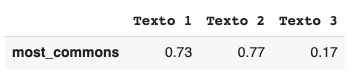 Texto 1 Texto 2 Texto 3
most_commons 0.73 0.77 0.17